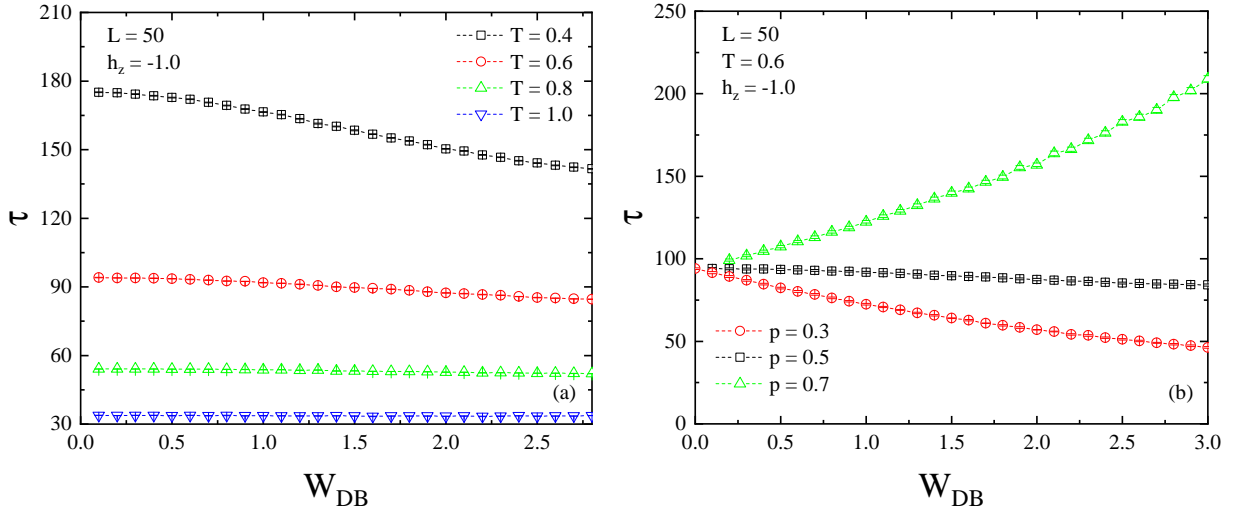 210
180
150
120
90
60
30
τ
0.0
0.5
1.0
1.5
2.0
2.5
W_DB
L = 50
h_z = -1.0
T = 0.4
T = 0.6
T = 0.8
T = 1.0
(a)
250
200
150
100
50
0
τ
0.0
0.5
1.0
1.5
2.0
2.5
3.0
W_DB
L = 50
T = 0.6
h_z = -1.0
p = 0.3
p = 0.5
p = 0.7
(b)